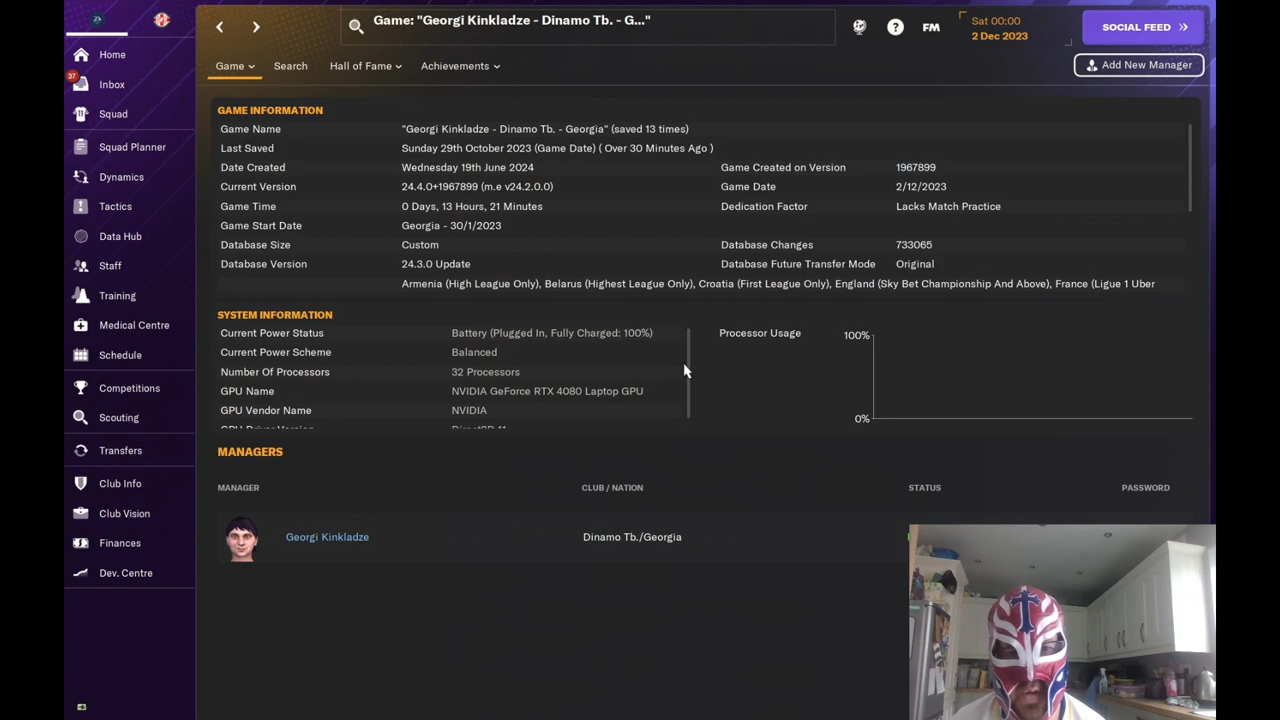 Game: "Georgi Kinkladze - Dinamo Tb. - G..."
FM
Sat 00:00
2 Dec 2023
SOCIAL FEED
Home
37
Inbox
11
Squad
Squad Planner
Dynamics
Tactics
Data Hub
Staff
Training
Medical Centre
Schedule
Competitions
Scouting
Transfers
Club Info
Club Vision
Finances
Dev. Centre
Game Search Hall of Fame Achievements
Add New Manager
GAME INFORMATION
Game Name "Georgi Kinkladze - Dinamo Tb. - Georgia" (saved 13 times)
Last Saved Sunday 29th October 2023 (Game Date) ( Over 30 Minutes Ago )
Date Created Wednesday 19th June 2024 Game Created on Version 1967899
Current Version 24.4.0+1967899 (m.e v24.2.0.0) Game Date 2/12/2023
Game Time 0 Days, 13 Hours, 21 Minutes Dedication Factor Lacks Match Practice
Game Start Date Georgia - 30/1/2023
Database Size Custom Database Changes 733065
Database Version 24.3.0 Update Database Future Transfer Mode Original
Armenia (High League Only), Belarus (Highest League Only), Croatia (First League Only), England (Sky Bet Championship And Above), France (Ligue 1 Uber
SYSTEM INFORMATION
Current Power Status Battery (Plugged In, Fully Charged: 100%)
Current Power Scheme Balanced
Number Of Processors 32 Processors
GPU Name NVIDIA GeForce RTX 4080 Laptop GPU
GPU Vendor Name NVIDIA
GPU Driver Version Direct3D 11
Processor Usage 100%
0%
MANAGERS
MANAGER CLUB / NATION STATUS PASSWORD
Georgi Kinkladze Dinamo Tb./Georgia